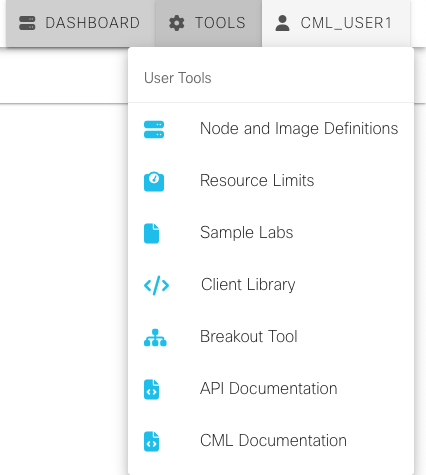 DASHBOARD TOOLS CML_USER1
User Tools
Node and Image Definitions
Resource Limits
Sample Labs
Client Library
Breakout Tool
API Documentation
CML Documentation